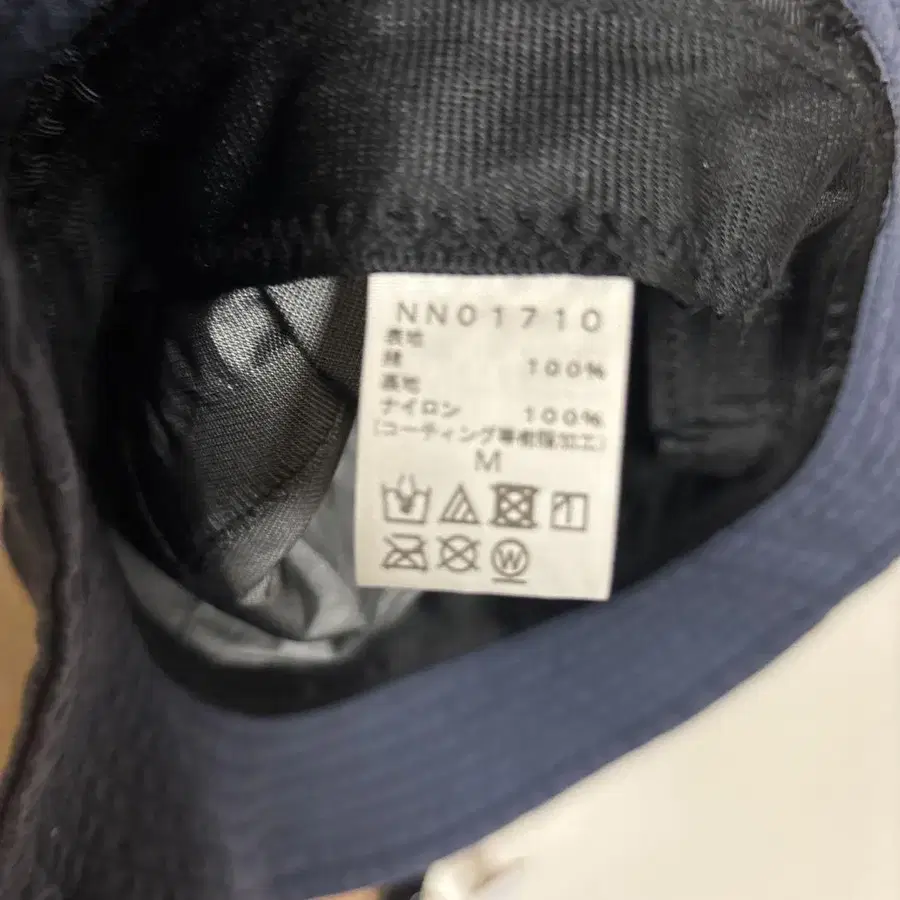 NN01710
表地
綿 100%
裏地
ナイロン 100%
(コーティング等樹脂加工)
M
W